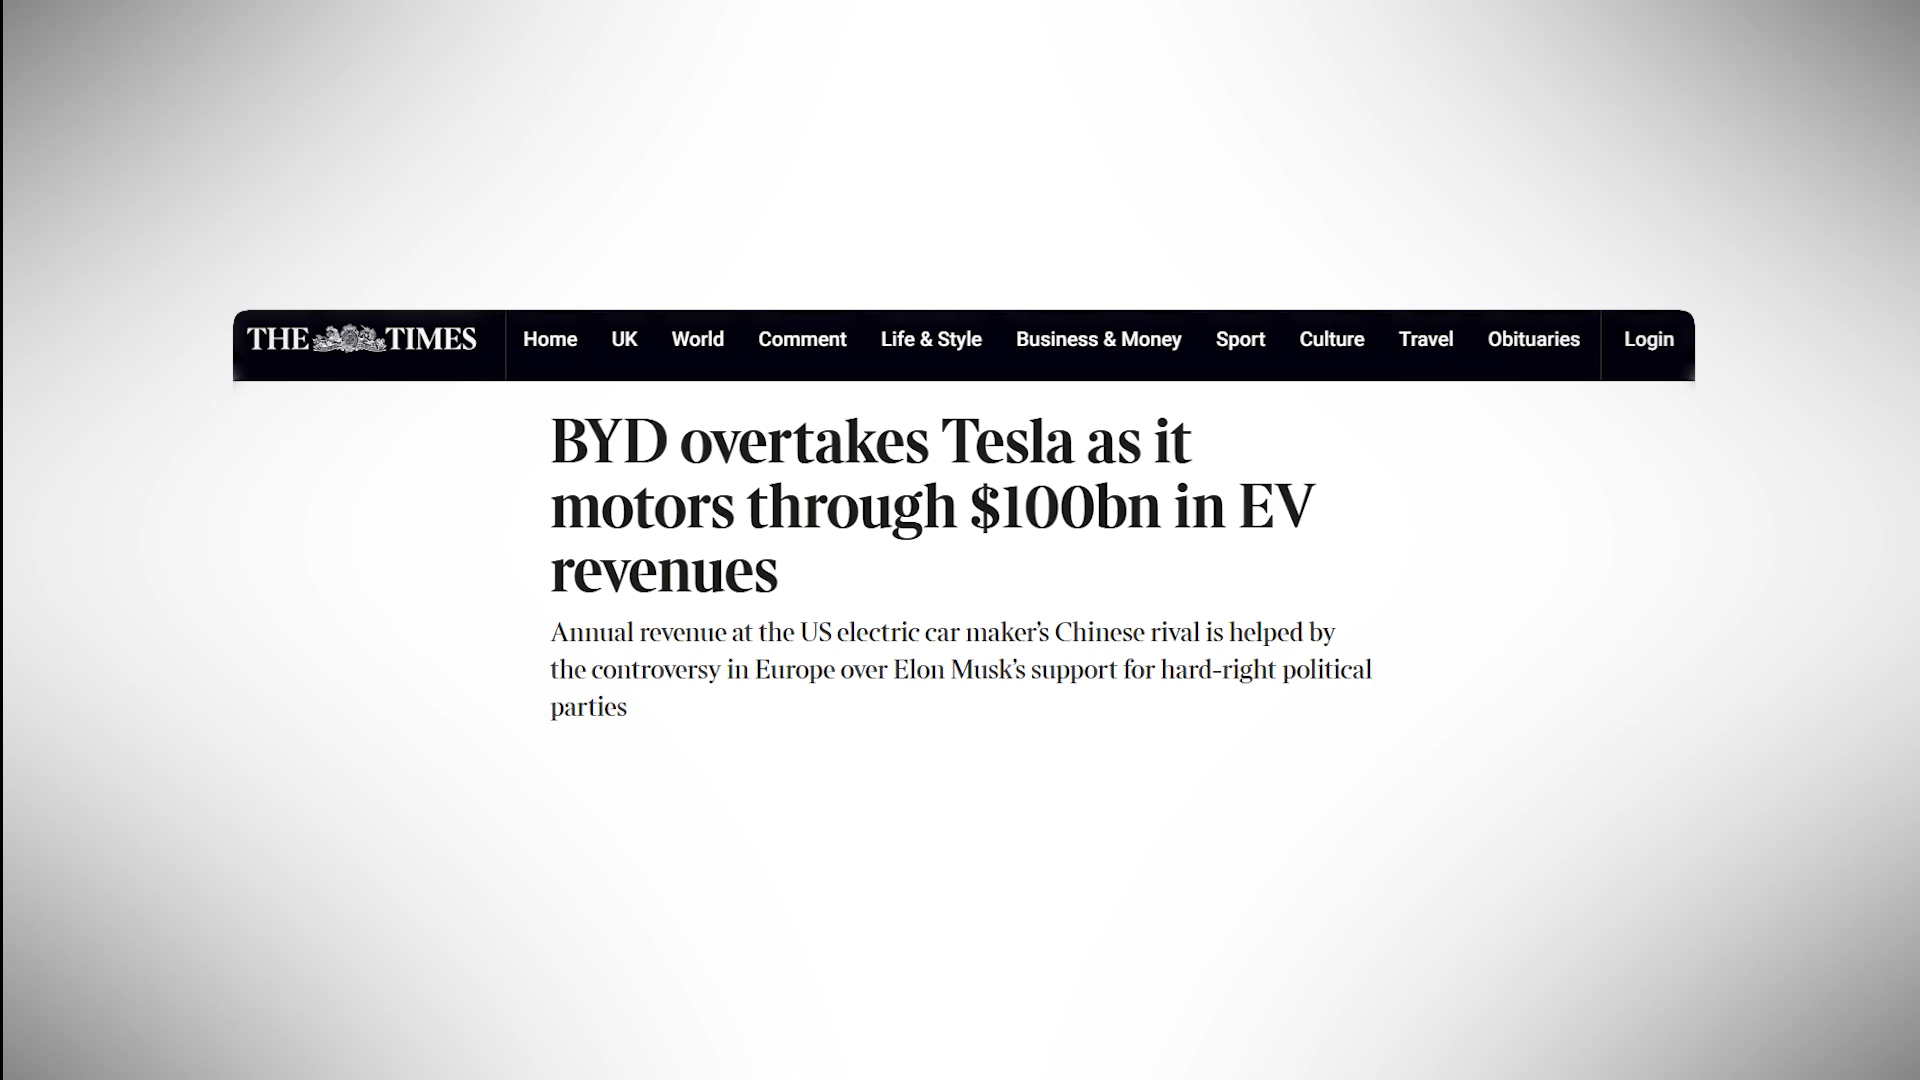 THE TIMES Home UK World Comment Life & Style Business & Money Sport Culture Travel Obituaries Login
BYD overtakes Tesla as it
motors through $100bn in EV
revenues
Annual revenue at the US electric car maker’s Chinese rival is helped by
the controversy in Europe over Elon Musk’s support for hard-right political
parties